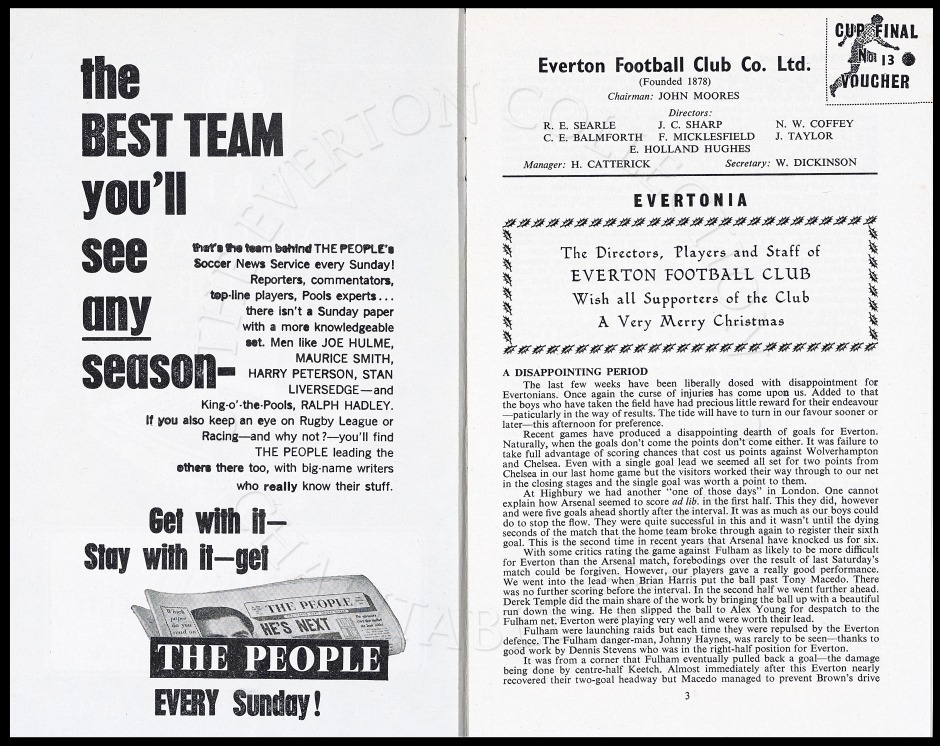 the
BEST TEAM
you'll
see
any
season—
that's the team behind THE PEOPLE's
Soccer News Service every Sunday!
Reporters, commentators,
top-line players, Pools experts...
there isn't a Sunday paper
with a more knowledgeable
set. Men like JOE HULME,
MAURICE SMITH,
HARRY PETERSON, STAN
LIVERSEDGE—and
King-o'-the-Pools, RALPH HADLEY.
If you also keep an eye on Rugby League or
Racing—and why not?—you'll find
THE PEOPLE leading the
others there too, with big-name writers
who really know their stuff.
Get with it—
Stay with it—get
Which
paper
do you
read on
THE PEOPLE
HE'S NEXT
THE PEOPLE
EVERY Sunday!
CUP FINAL
No. 13
VOUCHER
Everton Football Club Co. Ltd.
(Founded 1878)
Chairman: JOHN MOORES
Directors:
R. E. SEARLE J. C. SHARP N. W. COFFEY
C. E. BALMFORTH F. MICKLESFIELD J. TAYLOR
E. HOLLAND HUGHES
Manager: H. CATTERICK Secretary: W. DICKINSON
EVERTONIA
The Directors, Players and Staff of
EVERTON FOOTBALL CLUB
Wish all Supporters of the Club
A Very Merry Christmas
A DISAPPOINTING PERIOD
The last few weeks have been liberally dosed with disappointment for
Evertonians. Once again the curse of injuries has come upon us. Added to that
the boys who have taken the field have had precious little reward for their endeavour
—paticularly in the way of results. The tide will have to turn in our favour sooner or
later—this afternoon for preference.
Recent games have produced a disappointing dearth of goals for Everton.
Naturally, when the goals don't come the points don't come either. It was failure to
take full advantage of scoring chances that cost us points against Wolverhampton
and Chelsea. Even with a single goal lead we seemed all set for two points from
Chelsea in our last home game but the visitors worked their way through to our net
in the closing stages and the single goal was worth a point to them.
At Highbury we had another "one of those days" in London. One cannot
explain how Arsenal seemed to score ad lib. in the first half. This they did, however
and were five goals ahead shortly after the interval. It was as much as our boys could
do to stop the flow. They were quite successful in this and it wasn't until the dying
seconds of the match that the home team broke through again to register their sixth
goal. This is the second time in recent years that Arsenal have knocked us for six.
With some critics rating the game against Fulham as likely to be more difficult
for Everton than the Arsenal match, forebodings over the result of last Saturday's
match could be forgiven. However, our players gave a really good performance.
We went into the lead when Brian Harris put the ball past Tony Macedo. There
was no further scoring before the interval. In the second half we went further ahead.
Derek Temple did the main share of the work by bringing the ball up with a beautiful
run down the wing. He then slipped the ball to Alex Young for despatch to the
Fulham net. Everton were playing very well and were worth their lead.
Fulham were launching raids but each time they were repulsed by the Everton
defence. The Fulham danger-man, Johnny Haynes, was rarely to be seen—thanks to
good work by Dennis Stevens who was in the right-half position for Everton.
It was from a corner that Fulham eventually pulled back a goal—the damage
being done by centre-half Keetch. Almost immediately after this Everton nearly
recovered their two-goal headway but Macedo managed to prevent Brown's drive
3